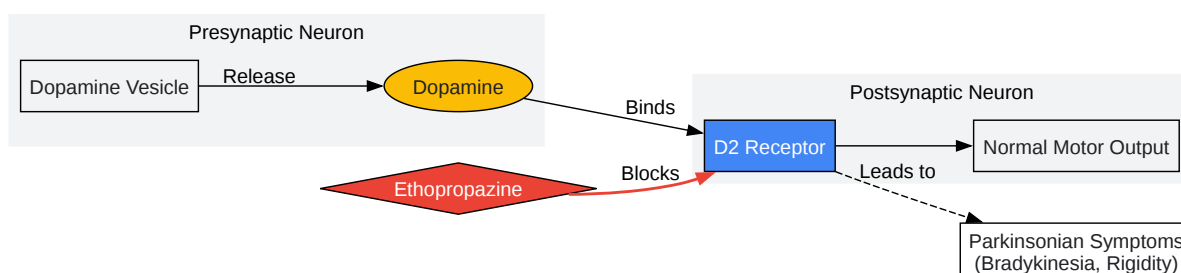 Presynaptic Neuron
Dopamine Vesicle
Release
Dopamine
Binds
Postsynaptic Neuron
D2 Receptor
Normal Motor Output
Ethopropazine
Blocks
Leads to
Parkinsonian Symptoms
(Bradykinesia, Rigidity)